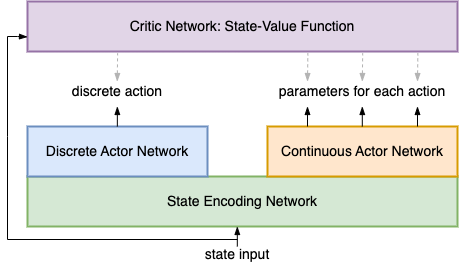 Critic Network: State-Value Function
discrete action
parameters for each action
Discrete Actor Network
Continuous Actor Network
State Encoding Network
state input